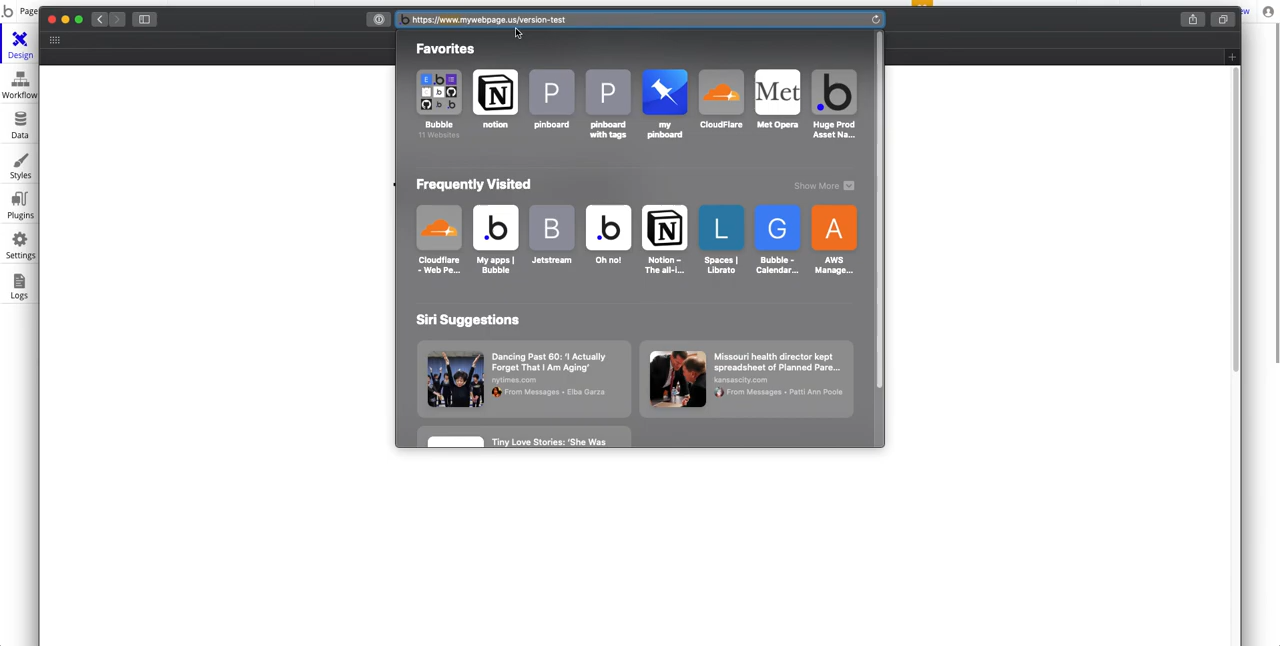 Page
https://www.mywebpage.us/version-test
Design
Workflow
Data
Styles
Plugins
Settings
Logs
Favorites
Bubble
11 Websites
notion
pinboard
pinboard with tags
my pinboard
CloudFlare
Met
Met Opera
Huge Prod Asset Na...
Frequently Visited
Show More
Cloudflare - Web Pe...
My apps | Bubble
B
Jetstream
Oh no!
Notion – The all-i...
L
Spaces | Librato
G
Bubble - Calendar...
A
AWS Manage...
Siri Suggestions
Dancing Past 60: ‘I Actually
Forget That I Am Aging’
nytimes.com
From Messages • Elba Garza
Missouri health director kept
spreadsheet of Planned Pare...
kansascity.com
From Messages • Patti Ann Poole
Tiny Love Stories: ‘She Was